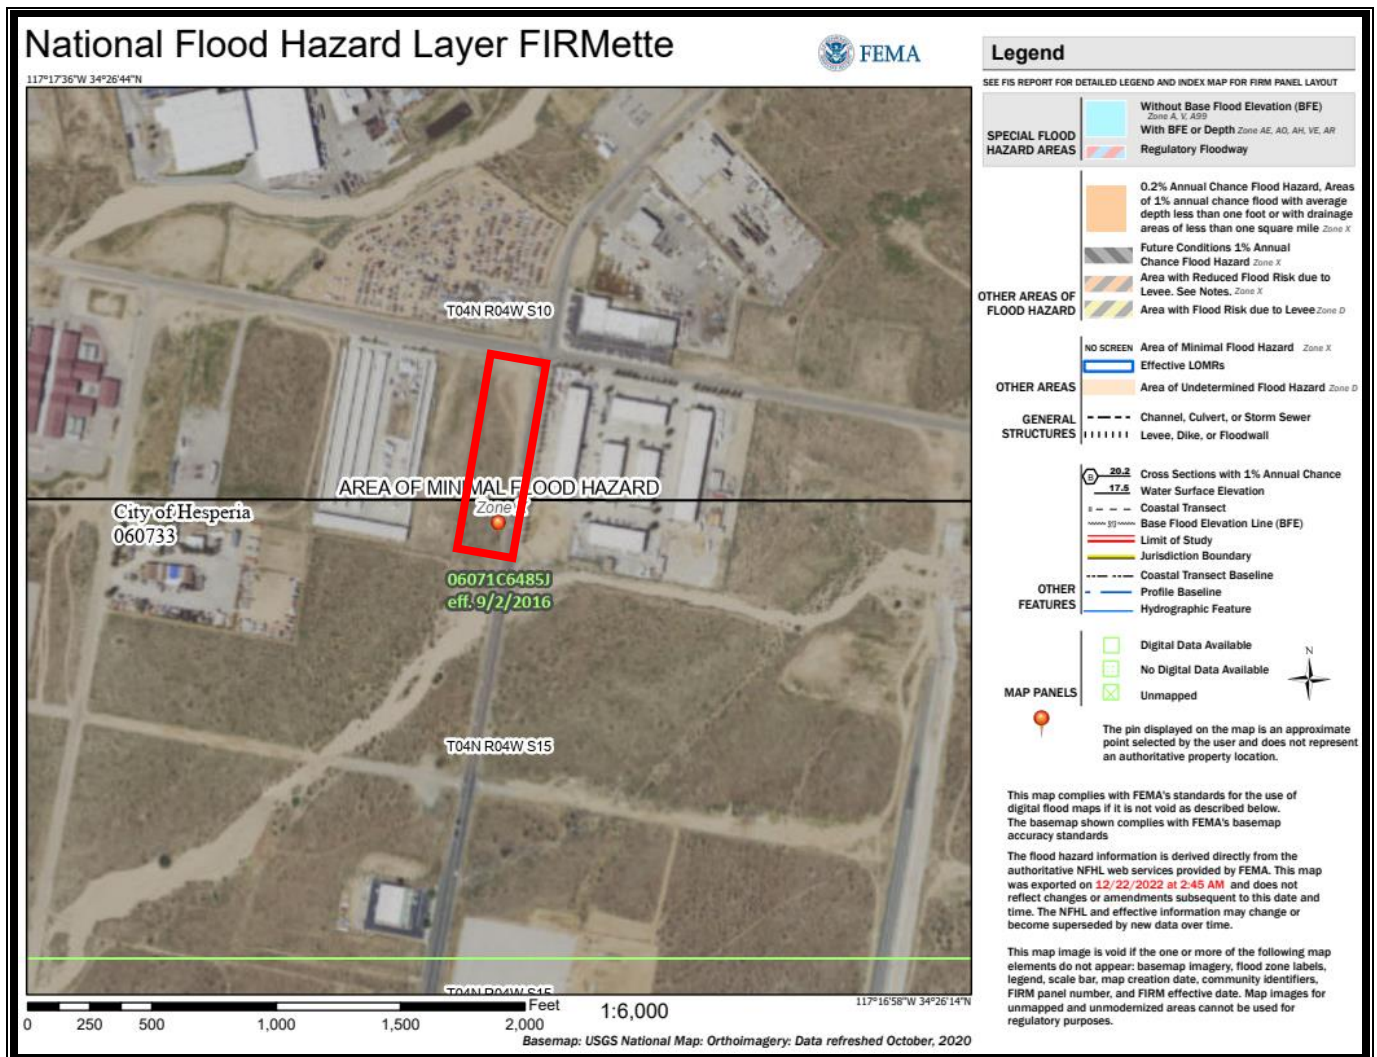 National Flood Hazard Layer FIRMette
FEMA
117°17'36"W 34°26'44"N
T04N R04W S10
AREA OF MINIMAL FLOOD HAZARD
Zone
City of Hesperia
060733
06071C6485J
eff. 9/2/2016
T04N R04W S15
T04N R04W S15
117°16'58"W 34°26'14"N
Feet
1:6,000
0 250 500 1,000 1,500 2,000
Basemap: USGS National Map: Orthoimagery: Data refreshed October, 2020
Legend
SEE FIS REPORT FOR DETAILED LEGEND AND INDEX MAP FOR FIRM PANEL LAYOUT
SPECIAL FLOOD
HAZARD AREAS
Without Base Flood Elevation (BFE)
Zone A, V, A99
With BFE or Depth Zone AE, AO, AH, VE, AR
Regulatory Floodway
OTHER AREAS OF
FLOOD HAZARD
0.2% Annual Chance Flood Hazard, Areas
of 1% annual chance flood with average
depth less than one foot or with drainage
areas of less than one square mile Zone X
Future Conditions 1% Annual
Chance Flood Hazard Zone X
Area with Reduced Flood Risk due to
Levee. See Notes. Zone X
Area with Flood Risk due to Levee Zone D
OTHER AREAS
NO SCREEN Area of Minimal Flood Hazard Zone X
Effective LOMRs
Area of Undetermined Flood Hazard Zone D
GENERAL
STRUCTURES
Channel, Culvert, or Storm Sewer
Levee, Dike, or Floodwall
OTHER
FEATURES
B 20.2 Cross Sections with 1% Annual Chance
17.5 Water Surface Elevation
8 Coastal Transect
513 Base Flood Elevation Line (BFE)
Limit of Study
Jurisdiction Boundary
Coastal Transect Baseline
Profile Baseline
Hydrographic Feature
MAP PANELS
Digital Data Available
No Digital Data Available
Unmapped
N
The pin displayed on the map is an approximate
point selected by the user and does not represent
an authoritative property location.
This map complies with FEMA's standards for the use of
digital flood maps if it is not void as described below.
The basemap shown complies with FEMA's basemap
accuracy standards
The flood hazard information is derived directly from the
authoritative NFHL web services provided by FEMA. This map
was exported on 12/22/2022 at 2:45 AM and does not
reflect changes or amendments subsequent to this date and
time. The NFHL and effective information may change or
become superseded by new data over time.
This map image is void if the one or more of the following map
elements do not appear: basemap imagery, flood zone labels,
legend, scale bar, map creation date, community identifiers,
FIRM panel number, and FIRM effective date. Map images for
unmapped and unmodernized areas cannot be used for
regulatory purposes.